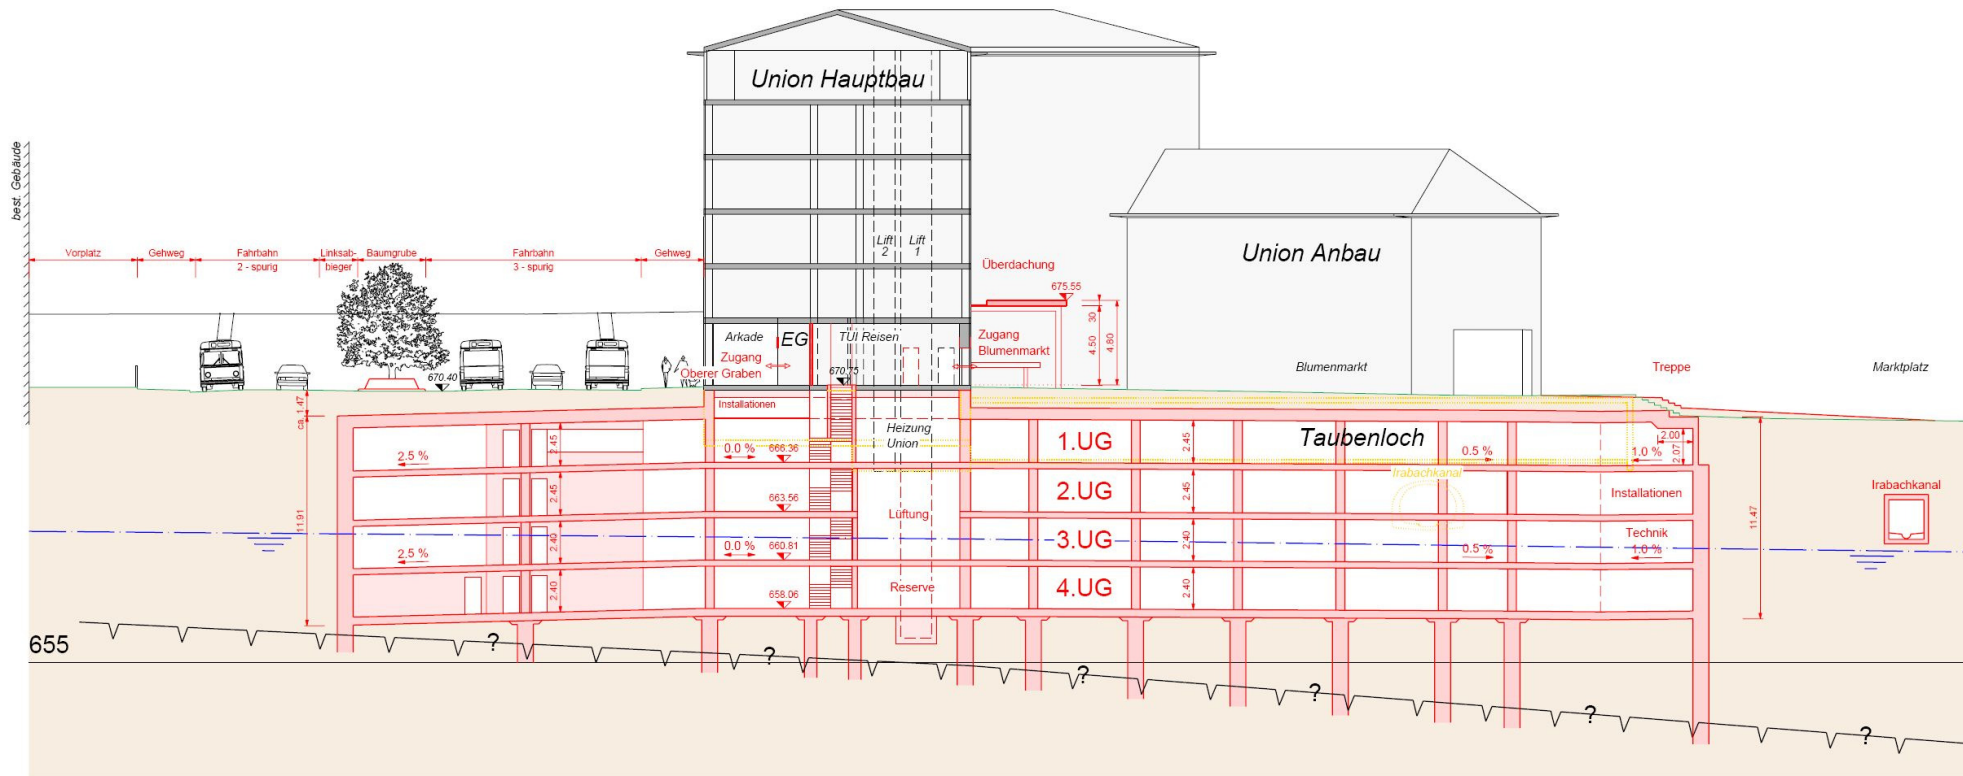 Union Hauptbau
best. Gebäude
Union Anbau
Lift
2
Lift
1
Vorplatz
Gehweg
Fahrbahn
2 - spurig
Linksab-
bieger
Baumgrube
Fahrbahn
3 - spurig
Gehweg
Überdachung
675.55
30
4.50
4.80
Arkade
EG
TUI Reisen
Zugang
Oberer Graben
Zugang
Blumenmarkt
670.40
670.75
Blumenmarkt
Treppe
Marktplatz
ca. 1.47
Installationen
Heizung
Union
1.UG
Taubenloch
2.45
2.45
2.00
2.07
2.5 %
0.0 %
666.36
0.5 %
1.0 %
Irabachkanal
2.UG
2.45
2.45
663.56
Installationen
Irabachkanal
Lüftung
11.91
11.47
3.UG
2.40
2.40
Technik
2.5 %
0.0 %
660.81
0.5 %
1.0 %
4.UG
2.40
2.40
Reserve
658.06
655
?
?
?
?
?
?